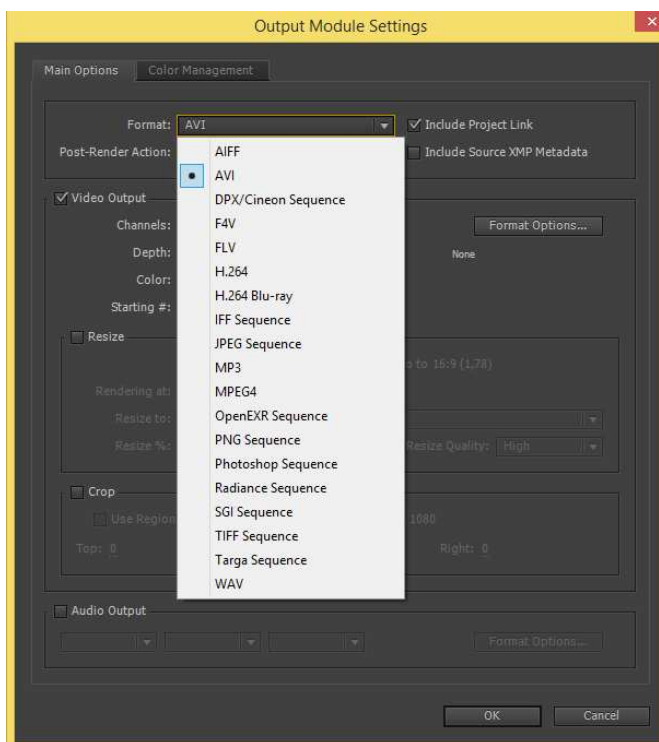 Output Module Settings
Main Options
Color Management
Format: AVI
Include Project Link
Post-Render Action:
Include Source XMP Metadata
AIFF
AVI
DPX/Cineon Sequence
F4V
FLV
H.264
H.264 Blu-ray
IFF Sequence
JPEG Sequence
MP3
MPEG4
OpenEXR Sequence
PNG Sequence
Photoshop Sequence
Radiance Sequence
SGI Sequence
TIFF Sequence
Targa Sequence
WAV
Video Output
Channels:
Format Options...
Depth:
None
Color:
Starting #:
Resize
to 16:9 (1,78)
Rendering at:
Resize to:
Resize %:
Resize Quality: High
Crop
Use Region
1080
Top: 0
Right: 0
Audio Output
Format Options...
OK
Cancel